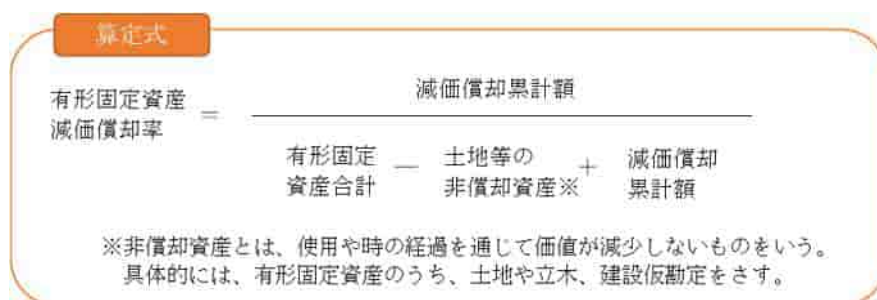 算定式
有形固定資産
減価償却率
=
減価償却累計額
有形固定
資産合計
―
土地等の
非償却資産※
+
減価償却
累計額
※非償却資産とは、使用や時の経過を通じて価値が減少しないものをいう。
具体的には、有形固定資産のうち、土地や立木、建設仮勘定をさす。